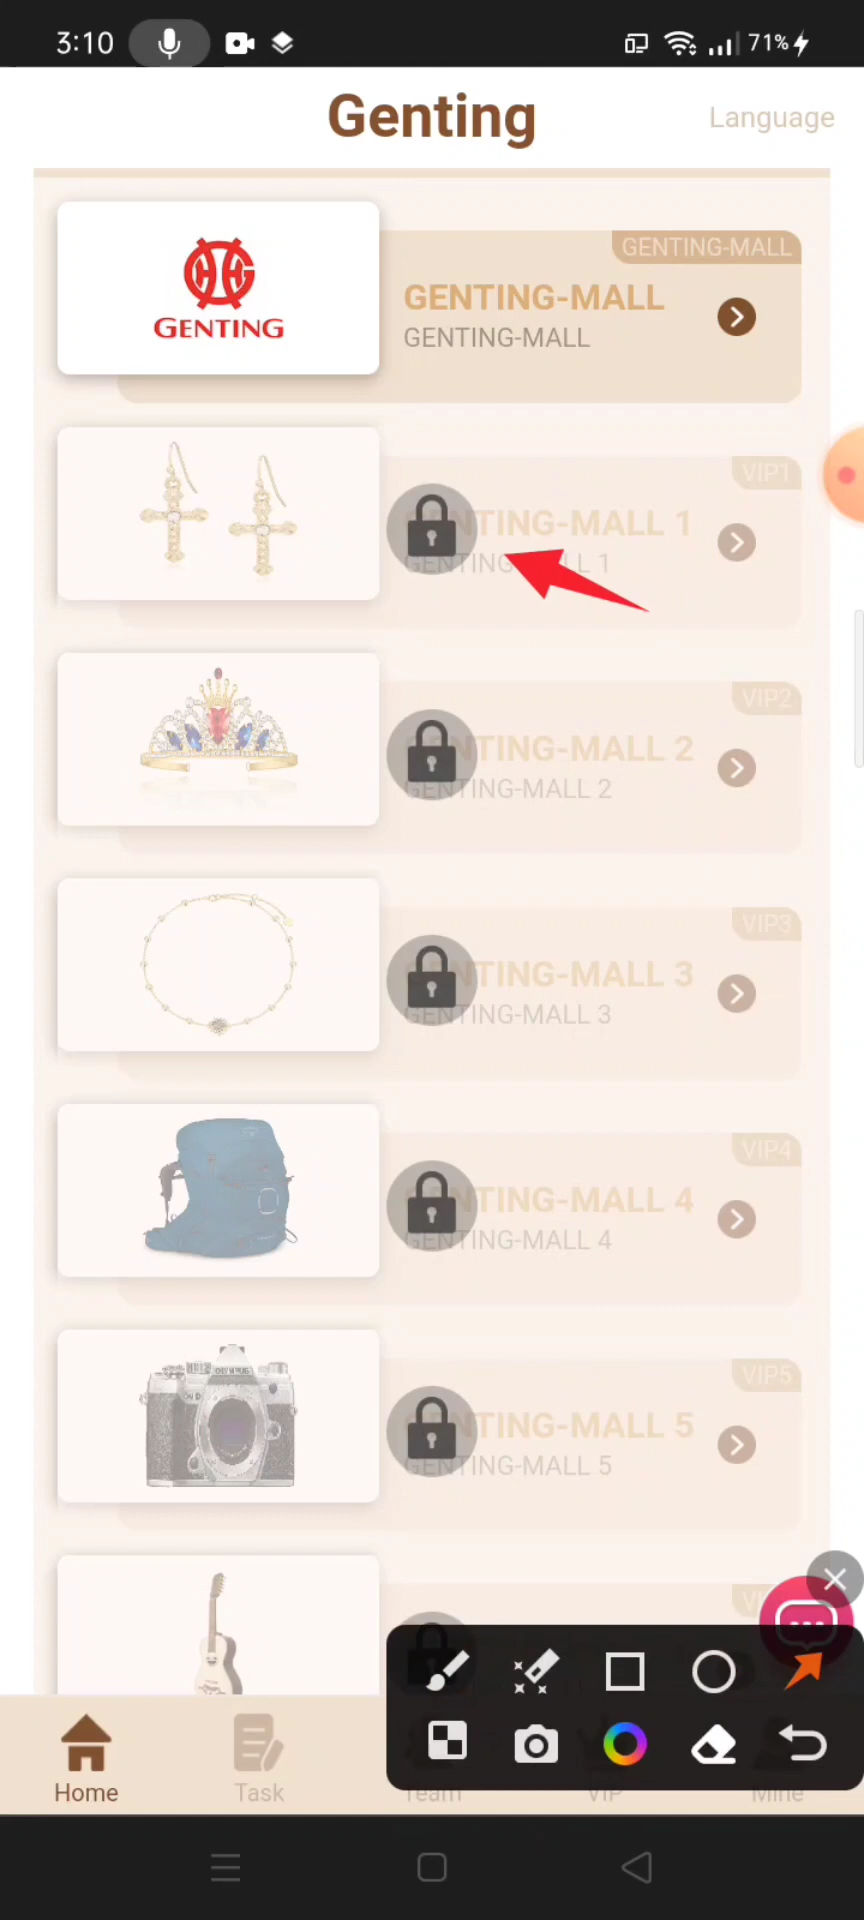 3:10
71%
Genting
Language
GENTING
GENTING-MALL
GENTING-MALL
GENTING-MALL
VIP1
GENTING-MALL 1
GENTING-MALL 1
VIP2
GENTING-MALL 2
GENTING-MALL 2
VIP3
GENTING-MALL 3
GENTING-MALL 3
VIP4
GENTING-MALL 4
GENTING-MALL 4
VIP5
GENTING-MALL 5
GENTING-MALL 5
OLYMPUS
Home
Task
Team
VIP
Mine